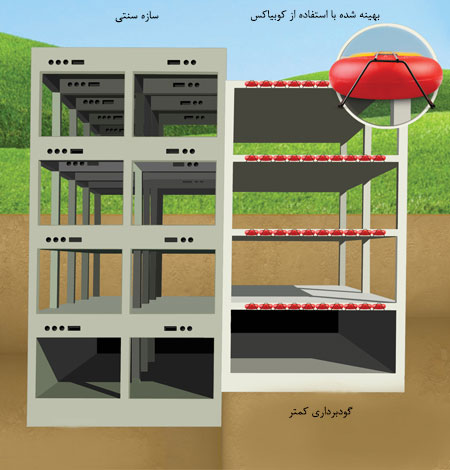 بهینه شده با استفاده از کوبیاکس
سازه سنتی
گودبرداری کمتر